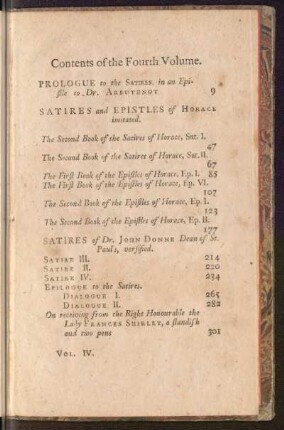 Contents of the Fourth Volume.
PROLOGUE to the SATIRES, in an Epi-
stle to Dr. ARBUTHNOT 9
SATIRES and EPISTLES of HORACE
imitated.
The Second Book of the Satires of Horace, Sat. I.
47
The Second Book of the Satires of Horace, Sat. II.
67
The First Book of the Epistles of Horace, Ep. I. 85
The First Book of the Epistles of Horace, Ep. VI.
107
The Second Book of the Epistles of Horace, Ep. I.
123
The Second Book of the Epistles of Horace, Ep. II.
177
SATIRES of Dr. JOHN DONNE Dean of St.
Paul's, versified.
SATIRE III. 214
SATIRE II. 220
SATIRE IV. 234
EPILOGUE to the Satires.
DIALOGUE I. 265
DIALOGUE II. 282
On receiving from the Right Honourable the
Lady FRANCES SHIRLEY, a standish
and two pens 301
VOL. IV.